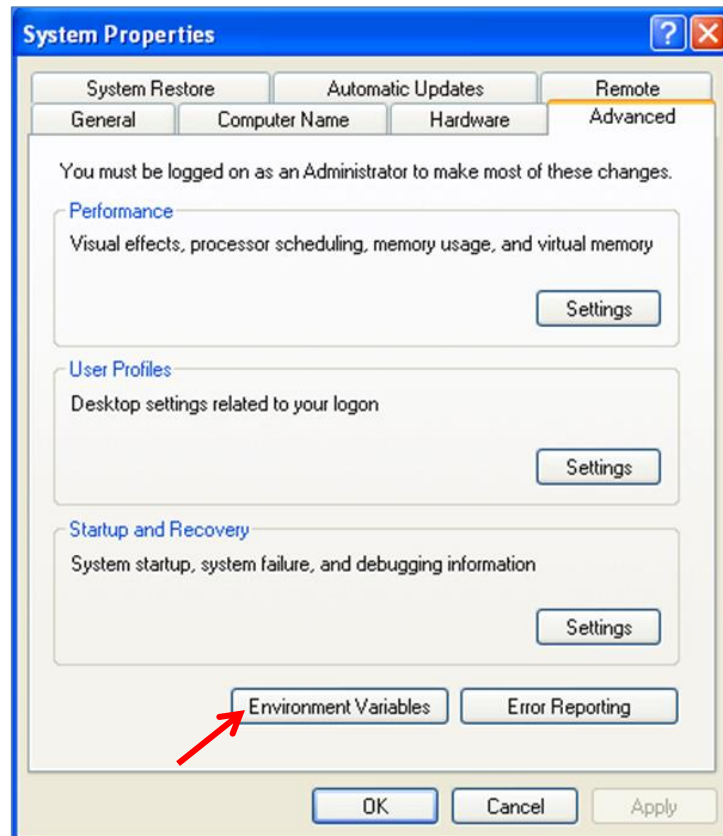 System Properties
System Restore Automatic Updates Remote
General Computer Name Hardware Advanced
You must be logged on as an Administrator to make most of these changes.
Performance
Visual effects, processor scheduling, memory usage, and virtual memory
Settings
User Profiles
Desktop settings related to your logon
Settings
Startup and Recovery
System startup, system failure, and debugging information
Settings
Environment Variables Error Reporting
OK Cancel Apply